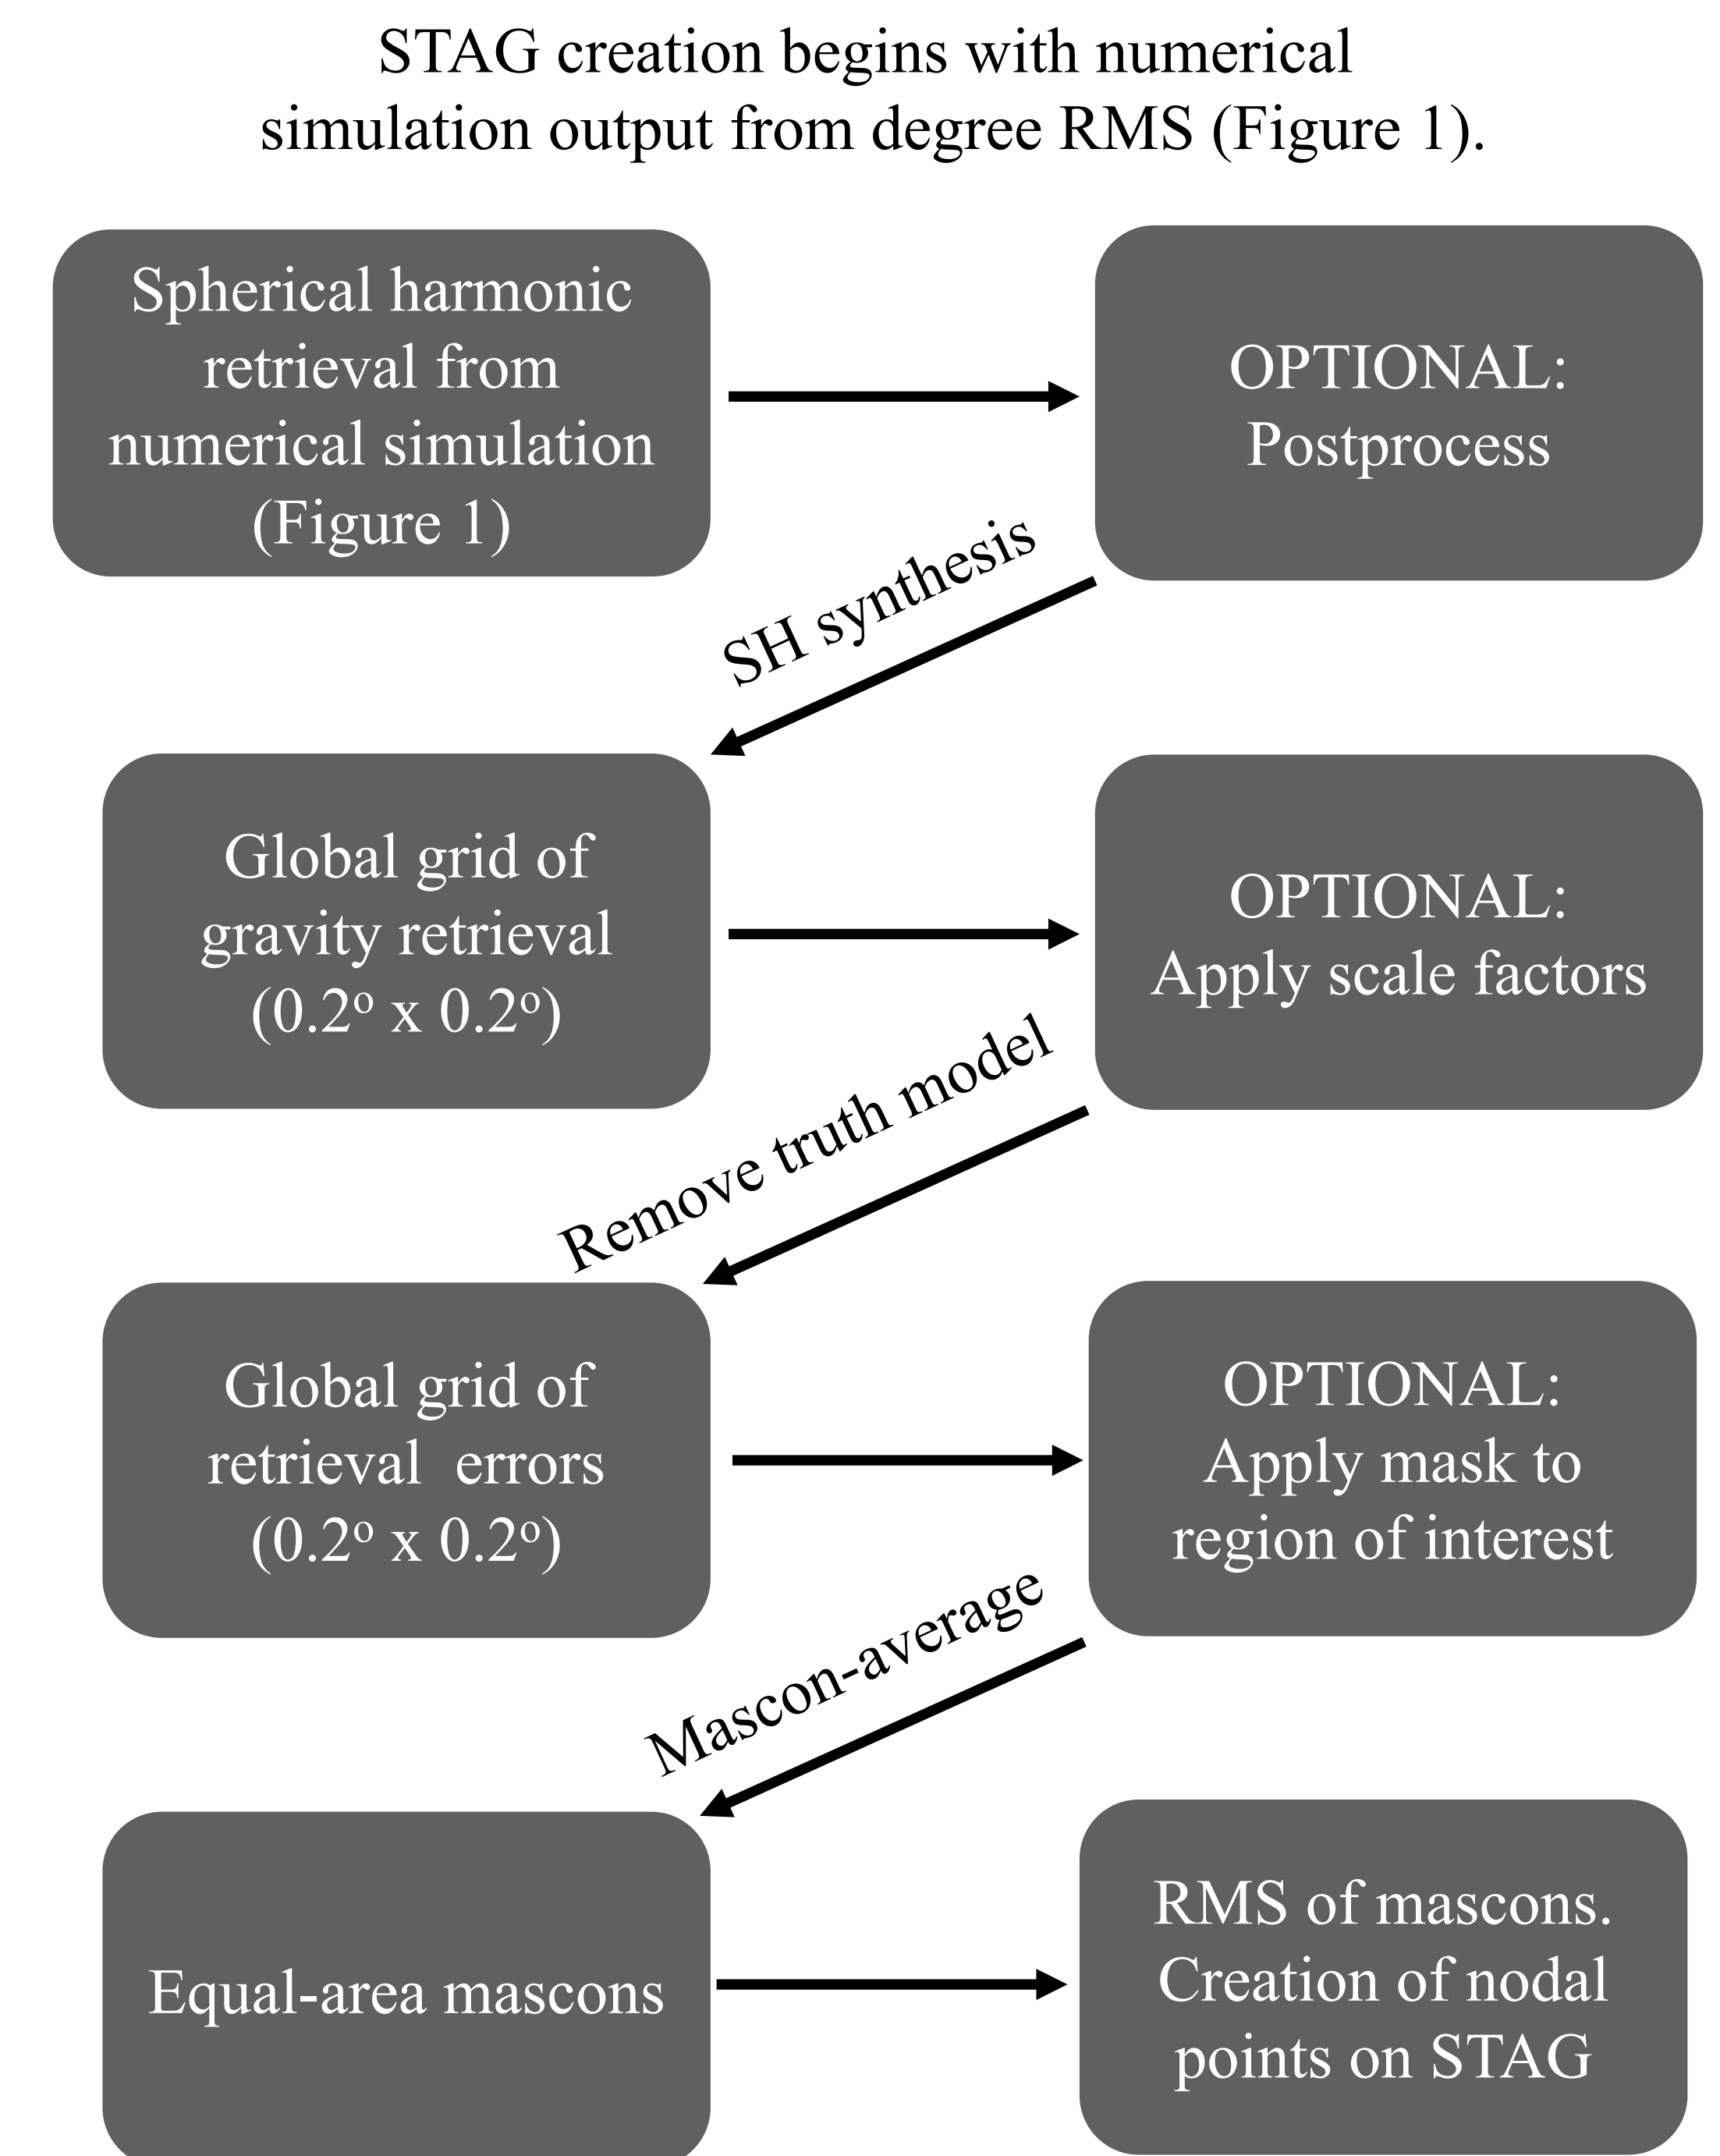 STAG creation begins with numerical
simulation output from degree RMS (Figure 1).
Spherical harmonic
retrieval from
numerical simulation
(Figure 1)
OPTIONAL:
Postprocess
SH synthesis
Global grid of
gravity retrieval
(0.2° x 0.2°)
OPTIONAL:
Apply scale factors
Remove truth model
Global grid of
retrieval  errors
(0.2° x 0.2°)
OPTIONAL:
Apply mask to
region of interest
Mascon-average
Equal-area mascons
RMS of mascons.
Creation of nodal
points on STAG